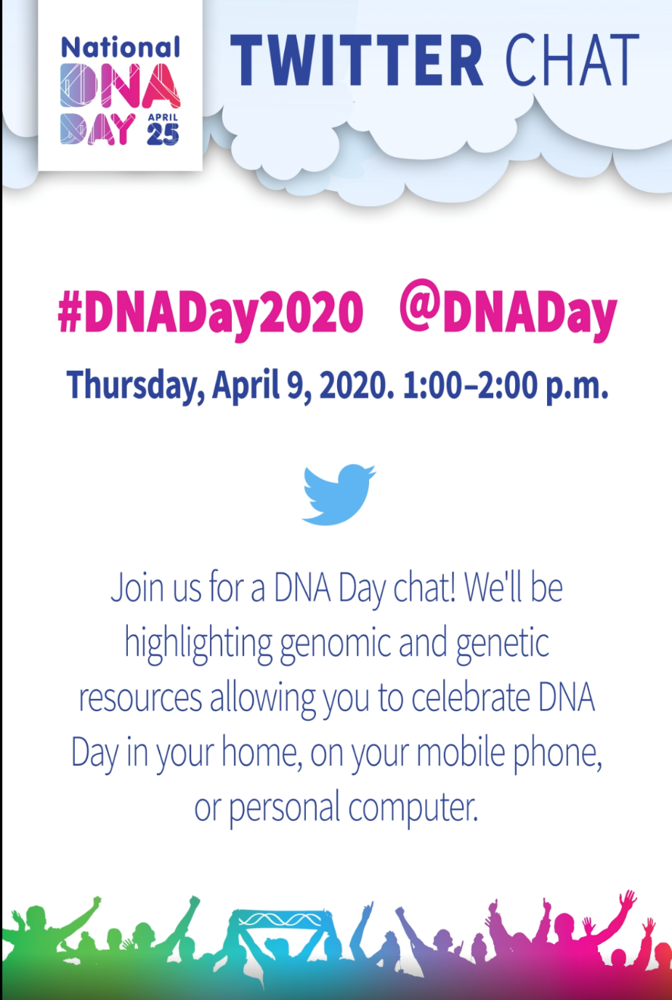 National
DNA
DAY APRIL
25
TWITTER CHAT
#DNADay2020 @DNADay
Thursday, April 9, 2020. 1:00–2:00 p.m.
Join us for a DNA Day chat! We'll be
highlighting genomic and genetic
resources allowing you to celebrate DNA
Day in your home, on your mobile phone,
or personal computer.